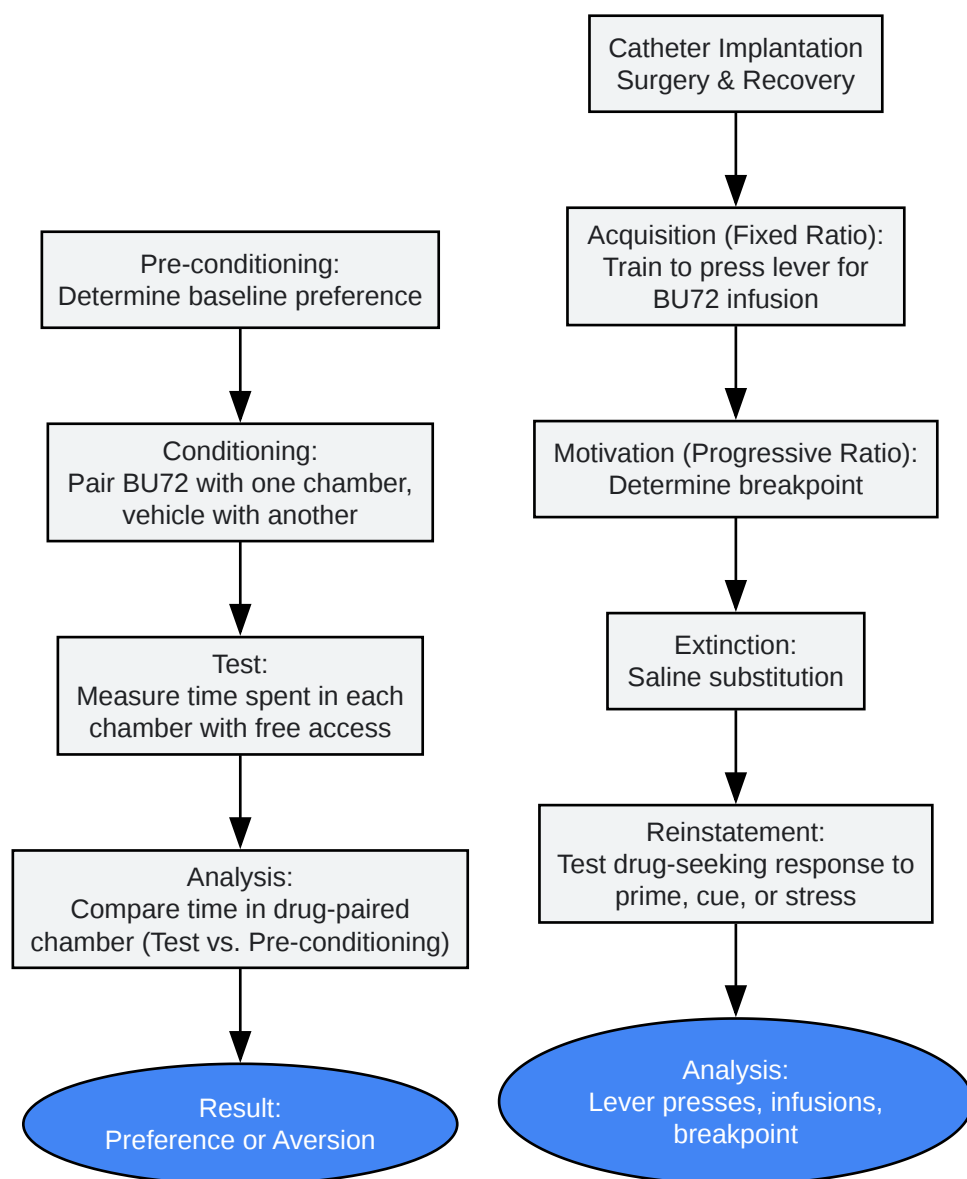 Pre-conditioning:
Determine baseline preference
Conditioning:
Pair BU72 with one chamber,
vehicle with another
Test:
Measure time spent in each
chamber with free access
Analysis:
Compare time in drug-paired
chamber (Test vs. Pre-conditioning)
Result:
Preference or Aversion
Catheter Implantation
Surgery & Recovery
Acquisition (Fixed Ratio):
Train to press lever for
BU72 infusion
Motivation (Progressive Ratio):
Determine breakpoint
Extinction:
Saline substitution
Reinstatement:
Test drug-seeking response to
prime, cue, or stress
Analysis:
Lever presses, infusions,
breakpoint